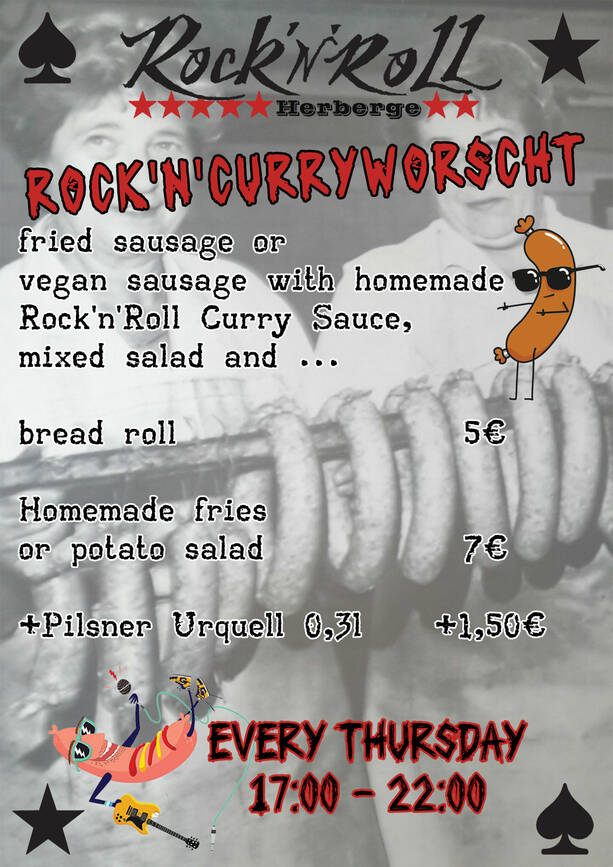 Rock'n'Roll
Herberge
ROCK'N'CURRYWORSCHT
fried sausage or
vegan sausage with homemade
Rock'n'Roll Curry Sauce,
mixed salad and ...
bread roll 5€
Homemade fries
or potato salad 7€
+Pilsner Urquell 0,3l +1,50€
EVERY THURSDAY
17:00 - 22:00